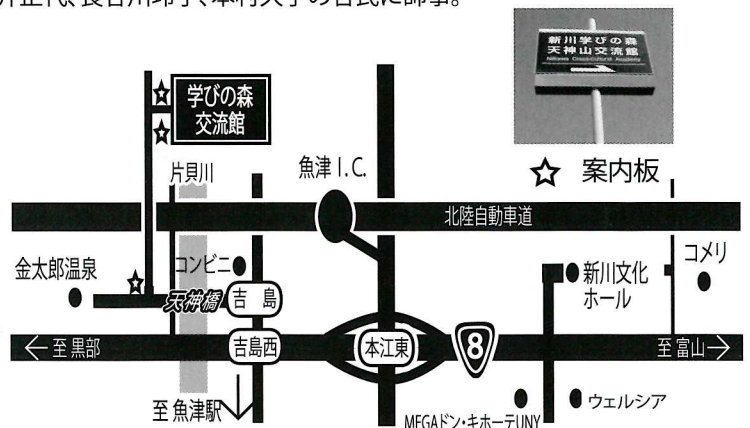 新川学びの森
天神山交流館
学びの森
交流館
片貝川
魚津 I.C.
☆ 案内板
北陸自動車道
金太郎温泉
コンビニ
天神橋
吉 島
新川文化
ホール
コメリ
← 至 黒部
吉島西
本江東
8
至 富山 →
至 魚津駅
MEGAドン・キホーテUNY
ウェルシア